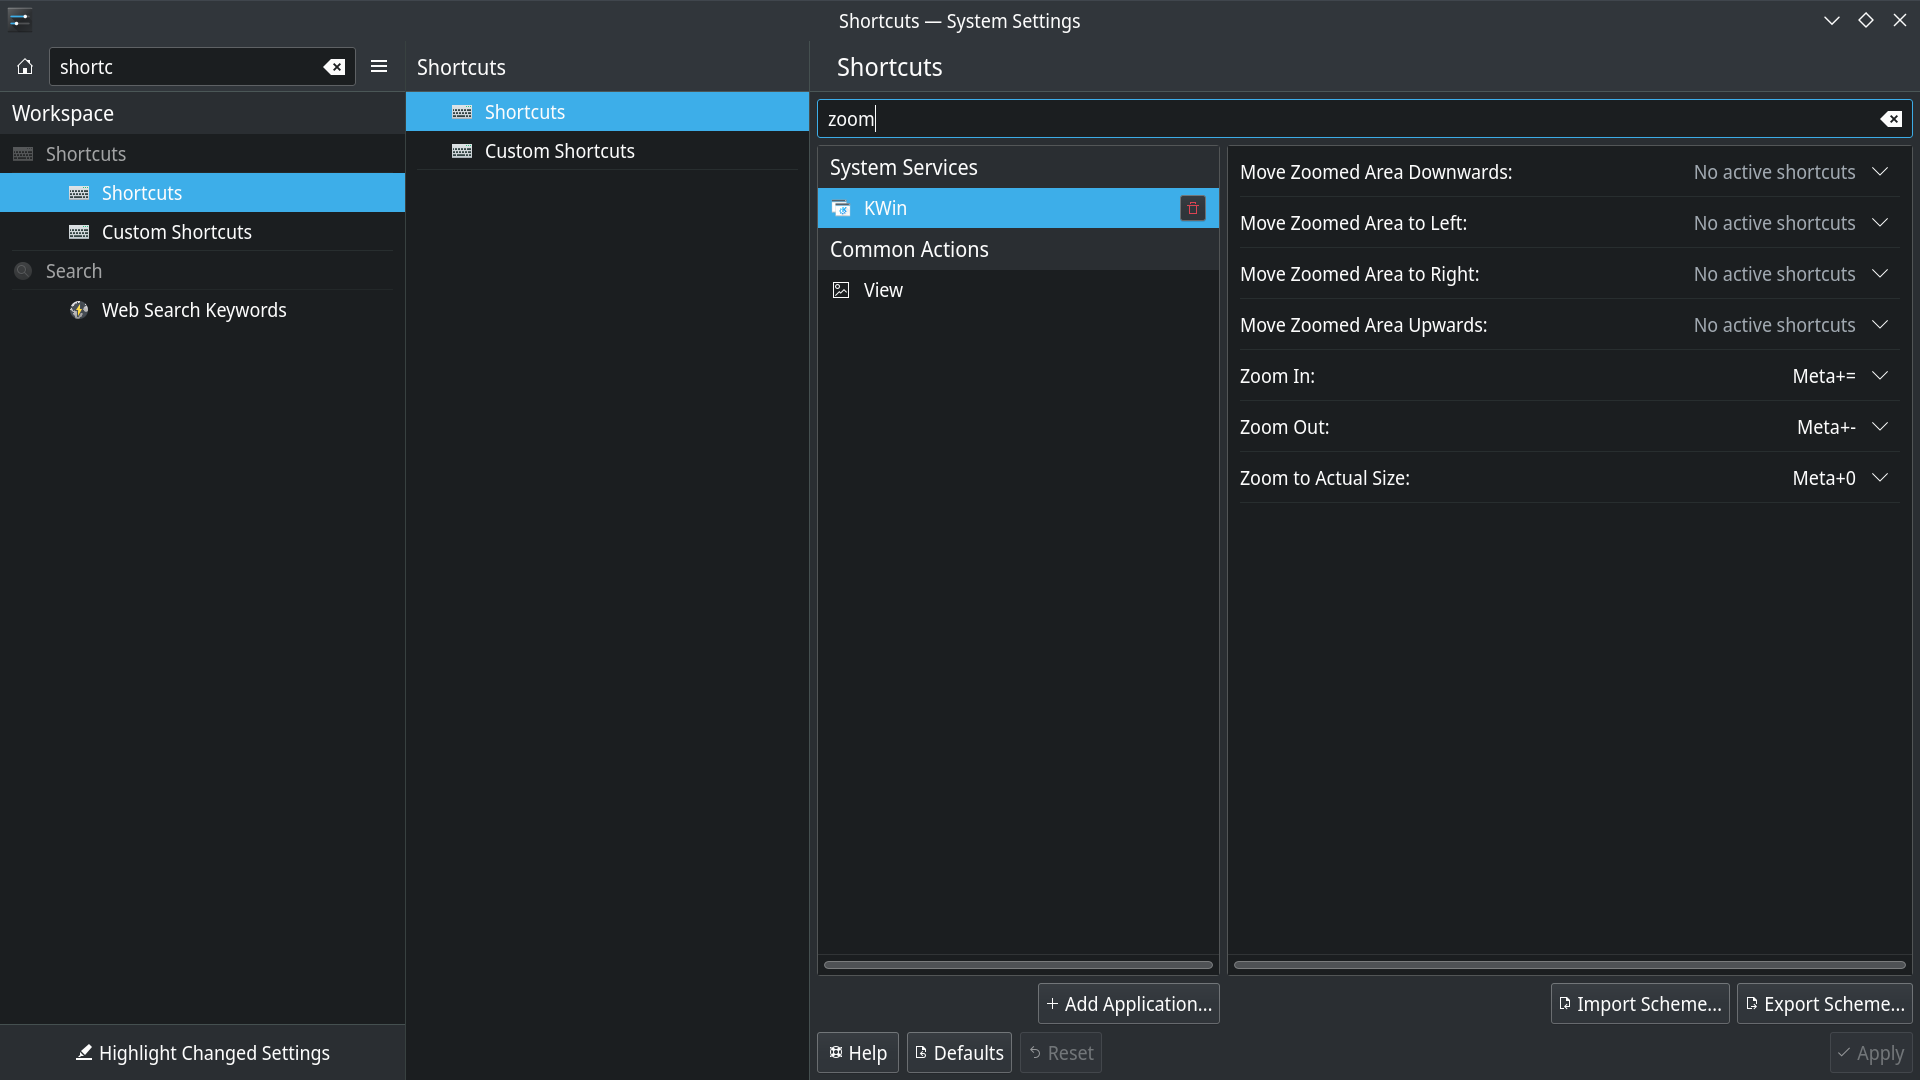 Shortcuts — System Settings
shortc
Workspace
Shortcuts
Shortcuts
Custom Shortcuts
Search
Web Search Keywords
Highlight Changed Settings
Shortcuts
Shortcuts
Custom Shortcuts
Shortcuts
zoom
System Services
KWin
Common Actions
View
Move Zoomed Area Downwards: No active shortcuts
Move Zoomed Area to Left: No active shortcuts
Move Zoomed Area to Right: No active shortcuts
Move Zoomed Area Upwards: No active shortcuts
Zoom In: Meta+=
Zoom Out: Meta+-
Zoom to Actual Size: Meta+0
Add Application...
Import Scheme...
Export Scheme...
Help
Defaults
Reset
Apply